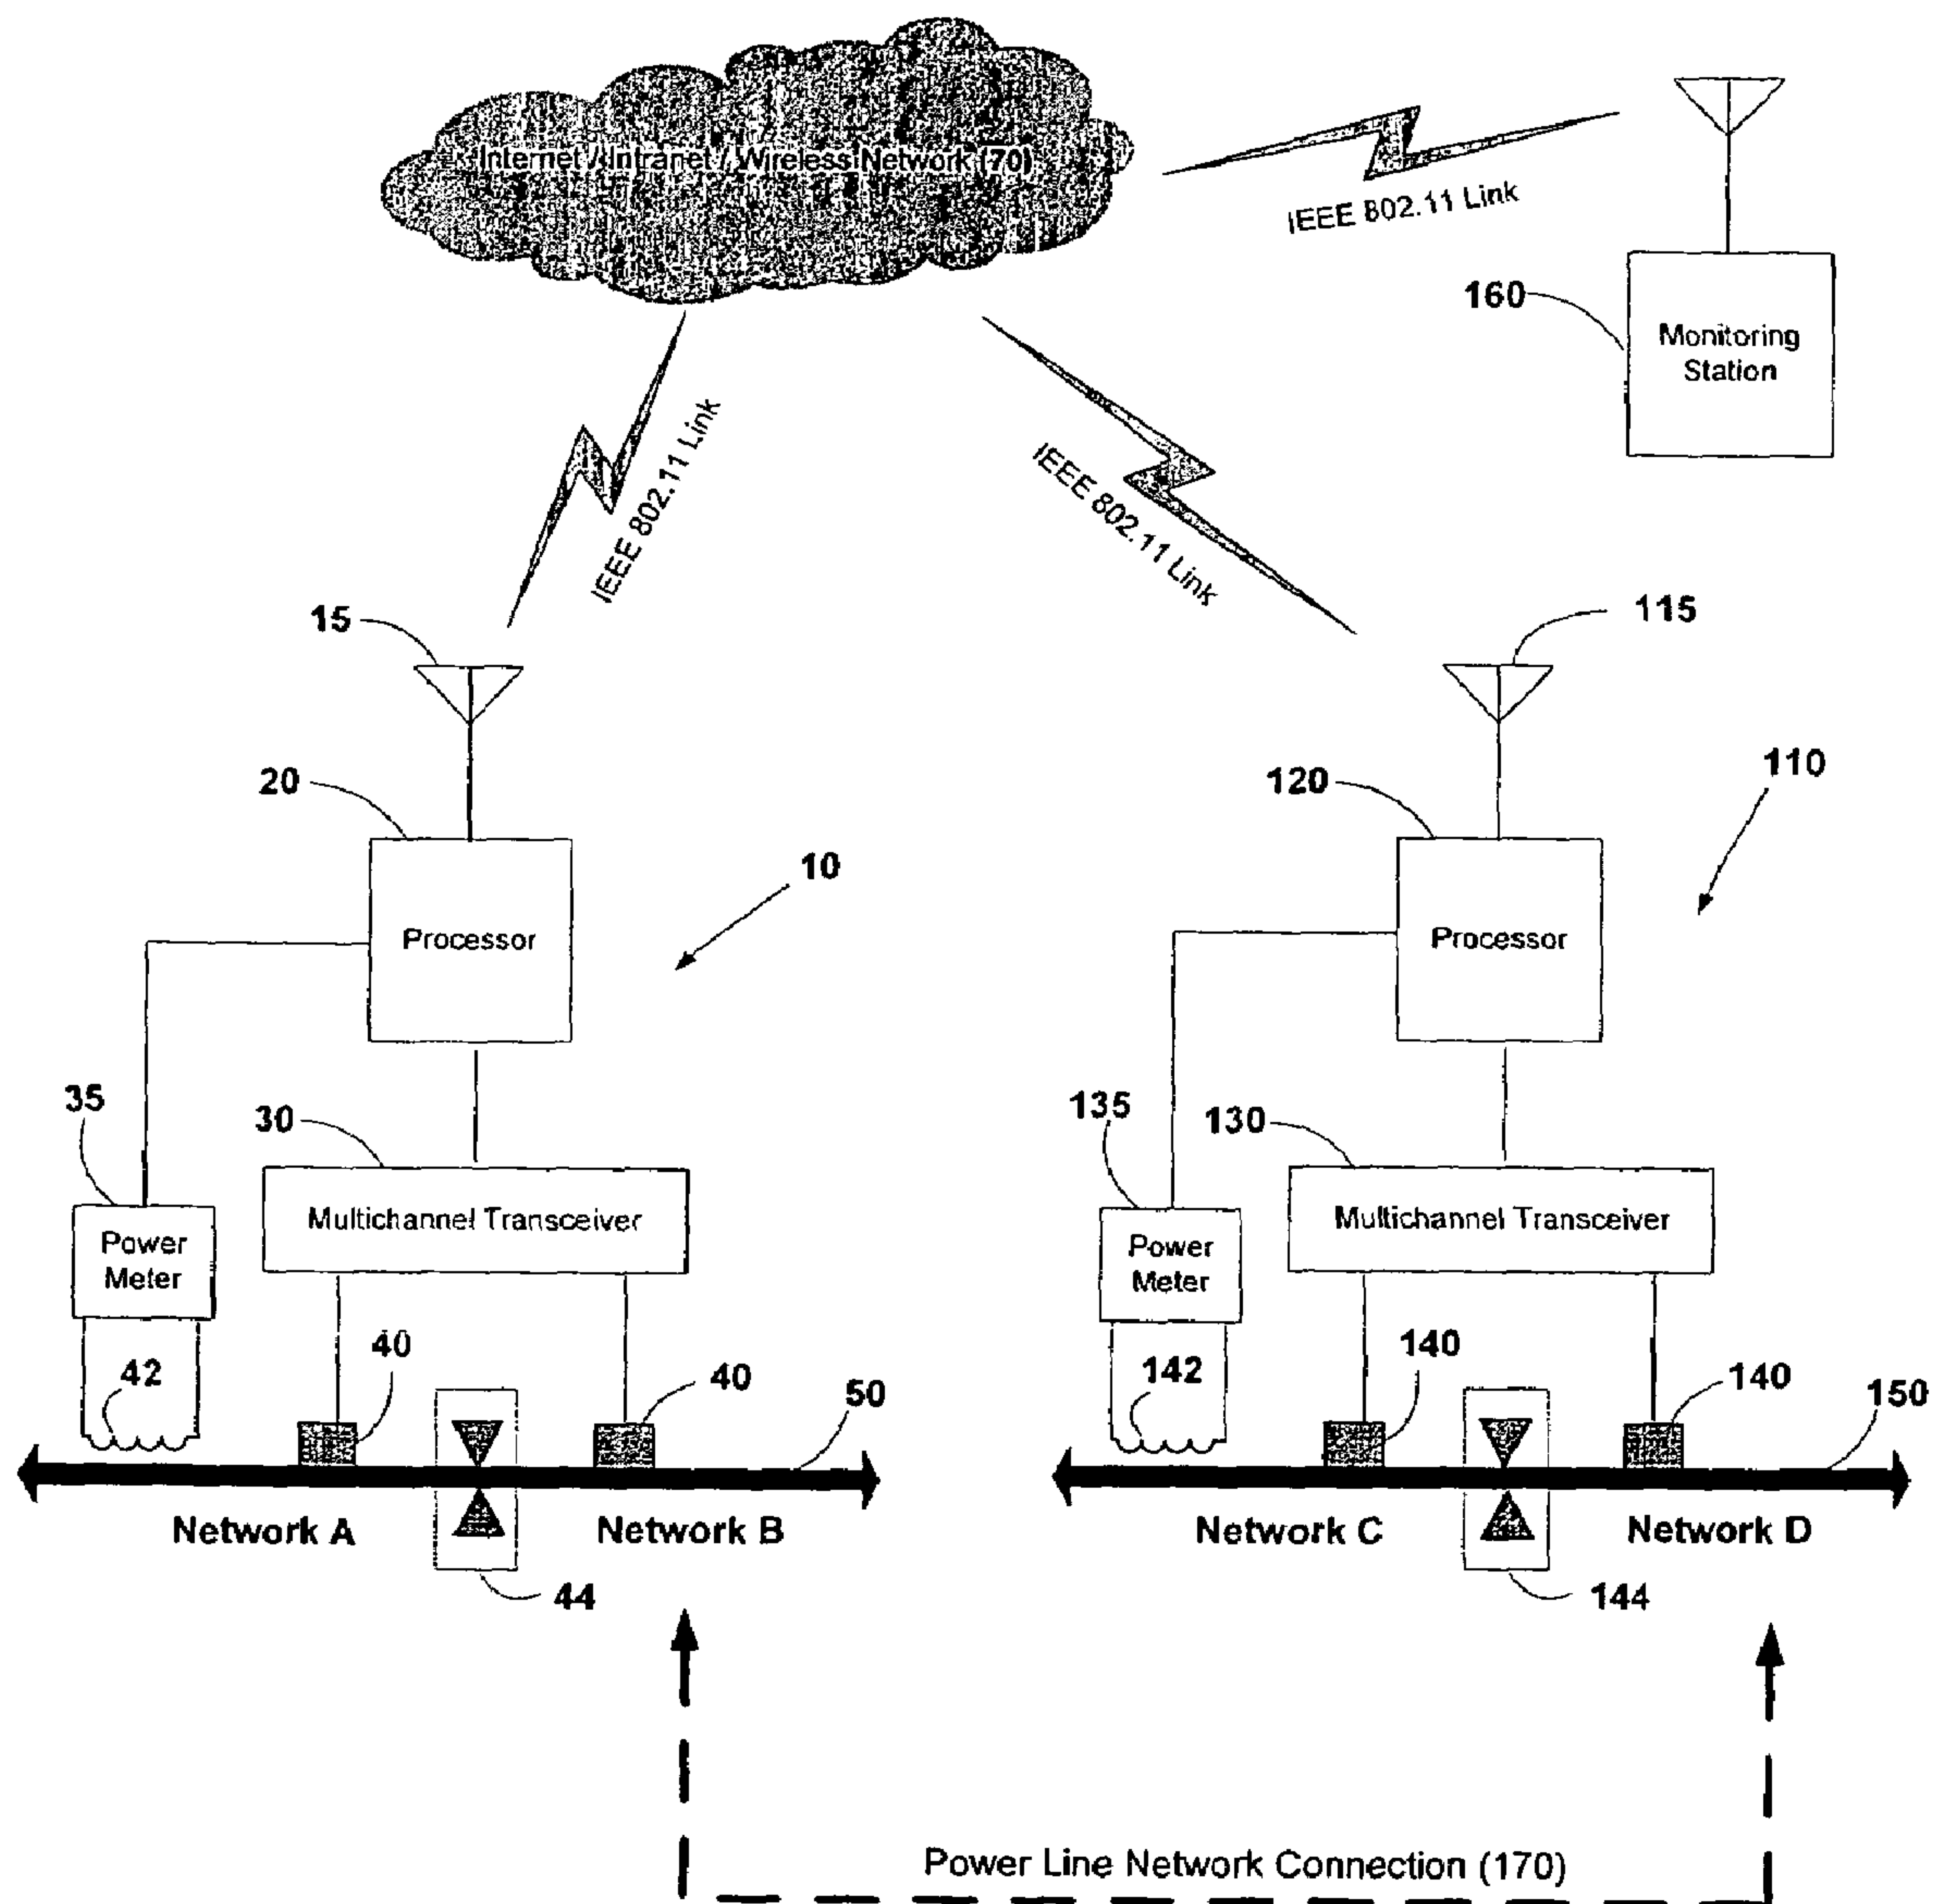 Internet / Intranet / Wireless Network (70)
IEEE 802.11 Link
160
Monitoring
Station
IEEE 802.11 Link
IEEE 802.11 Link
15
115
20
120
110
10
Processor
Processor
35
30
135
130
Multichannel Transceiver
Multichannel Transceiver
Power
Meter
Power
Meter
42
40
40
50
142
140
140
150
Network A
Network B
Network C
Network D
44
144
Power Line Network Connection (170)